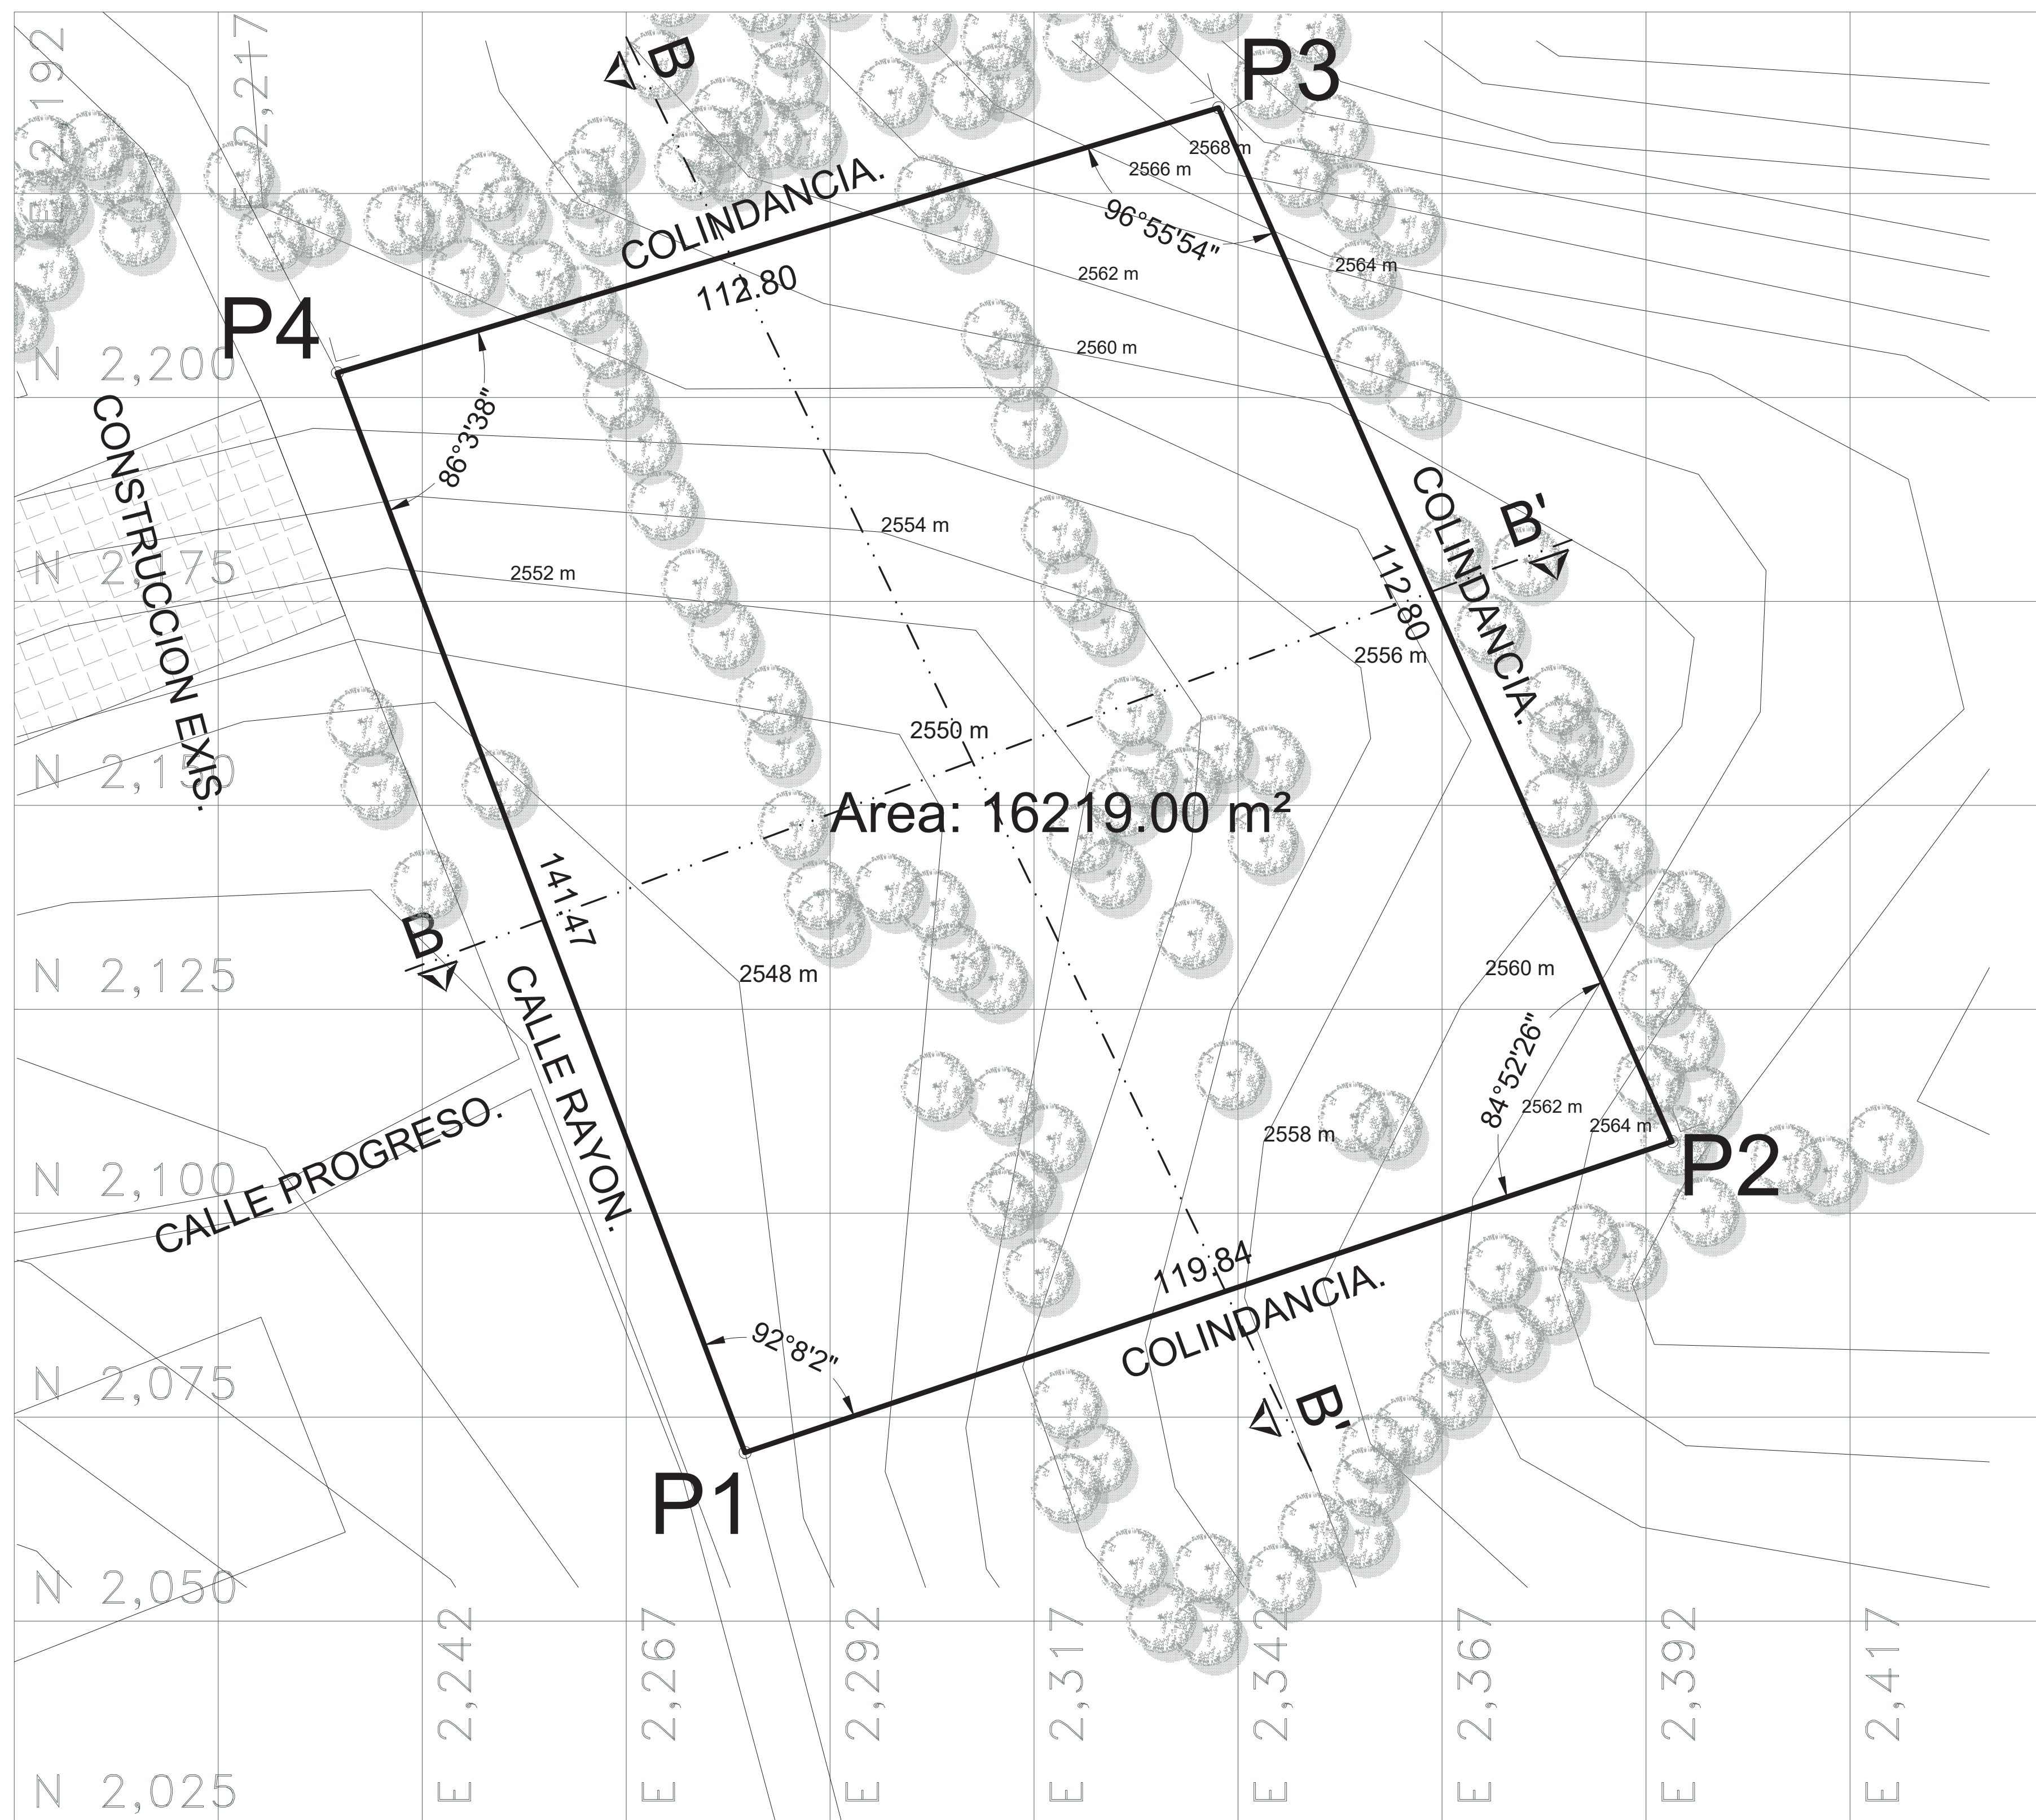 E 2,192
E 2,217
B
P3
2568 m
2566 m
COLINDANCIA.
96°55'54"
112.80
2562 m
2564 m
P4
N 2,200
2560 m
86°3'38"
COLINDANCIA.
B'
CONSTRUCCION EXIS.
2554 m
N 2,175
2552 m
112.80
2556 m
2550 m
N 2,150
Area: 16219.00 m²
141.47
B
N 2,125
2548 m
2560 m
CALLE RAYON.
84°52'26"
2562 m
2564 m
2558 m
CALLE PROGRESO.
N 2,100
P2
119.84
COLINDANCIA.
92°8'2"
N 2,075
B'
P1
N 2,050
E 2,242
E 2,267
E 2,292
E 2,317
E 2,342
E 2,367
E 2,392
E 2,417
N 2,025